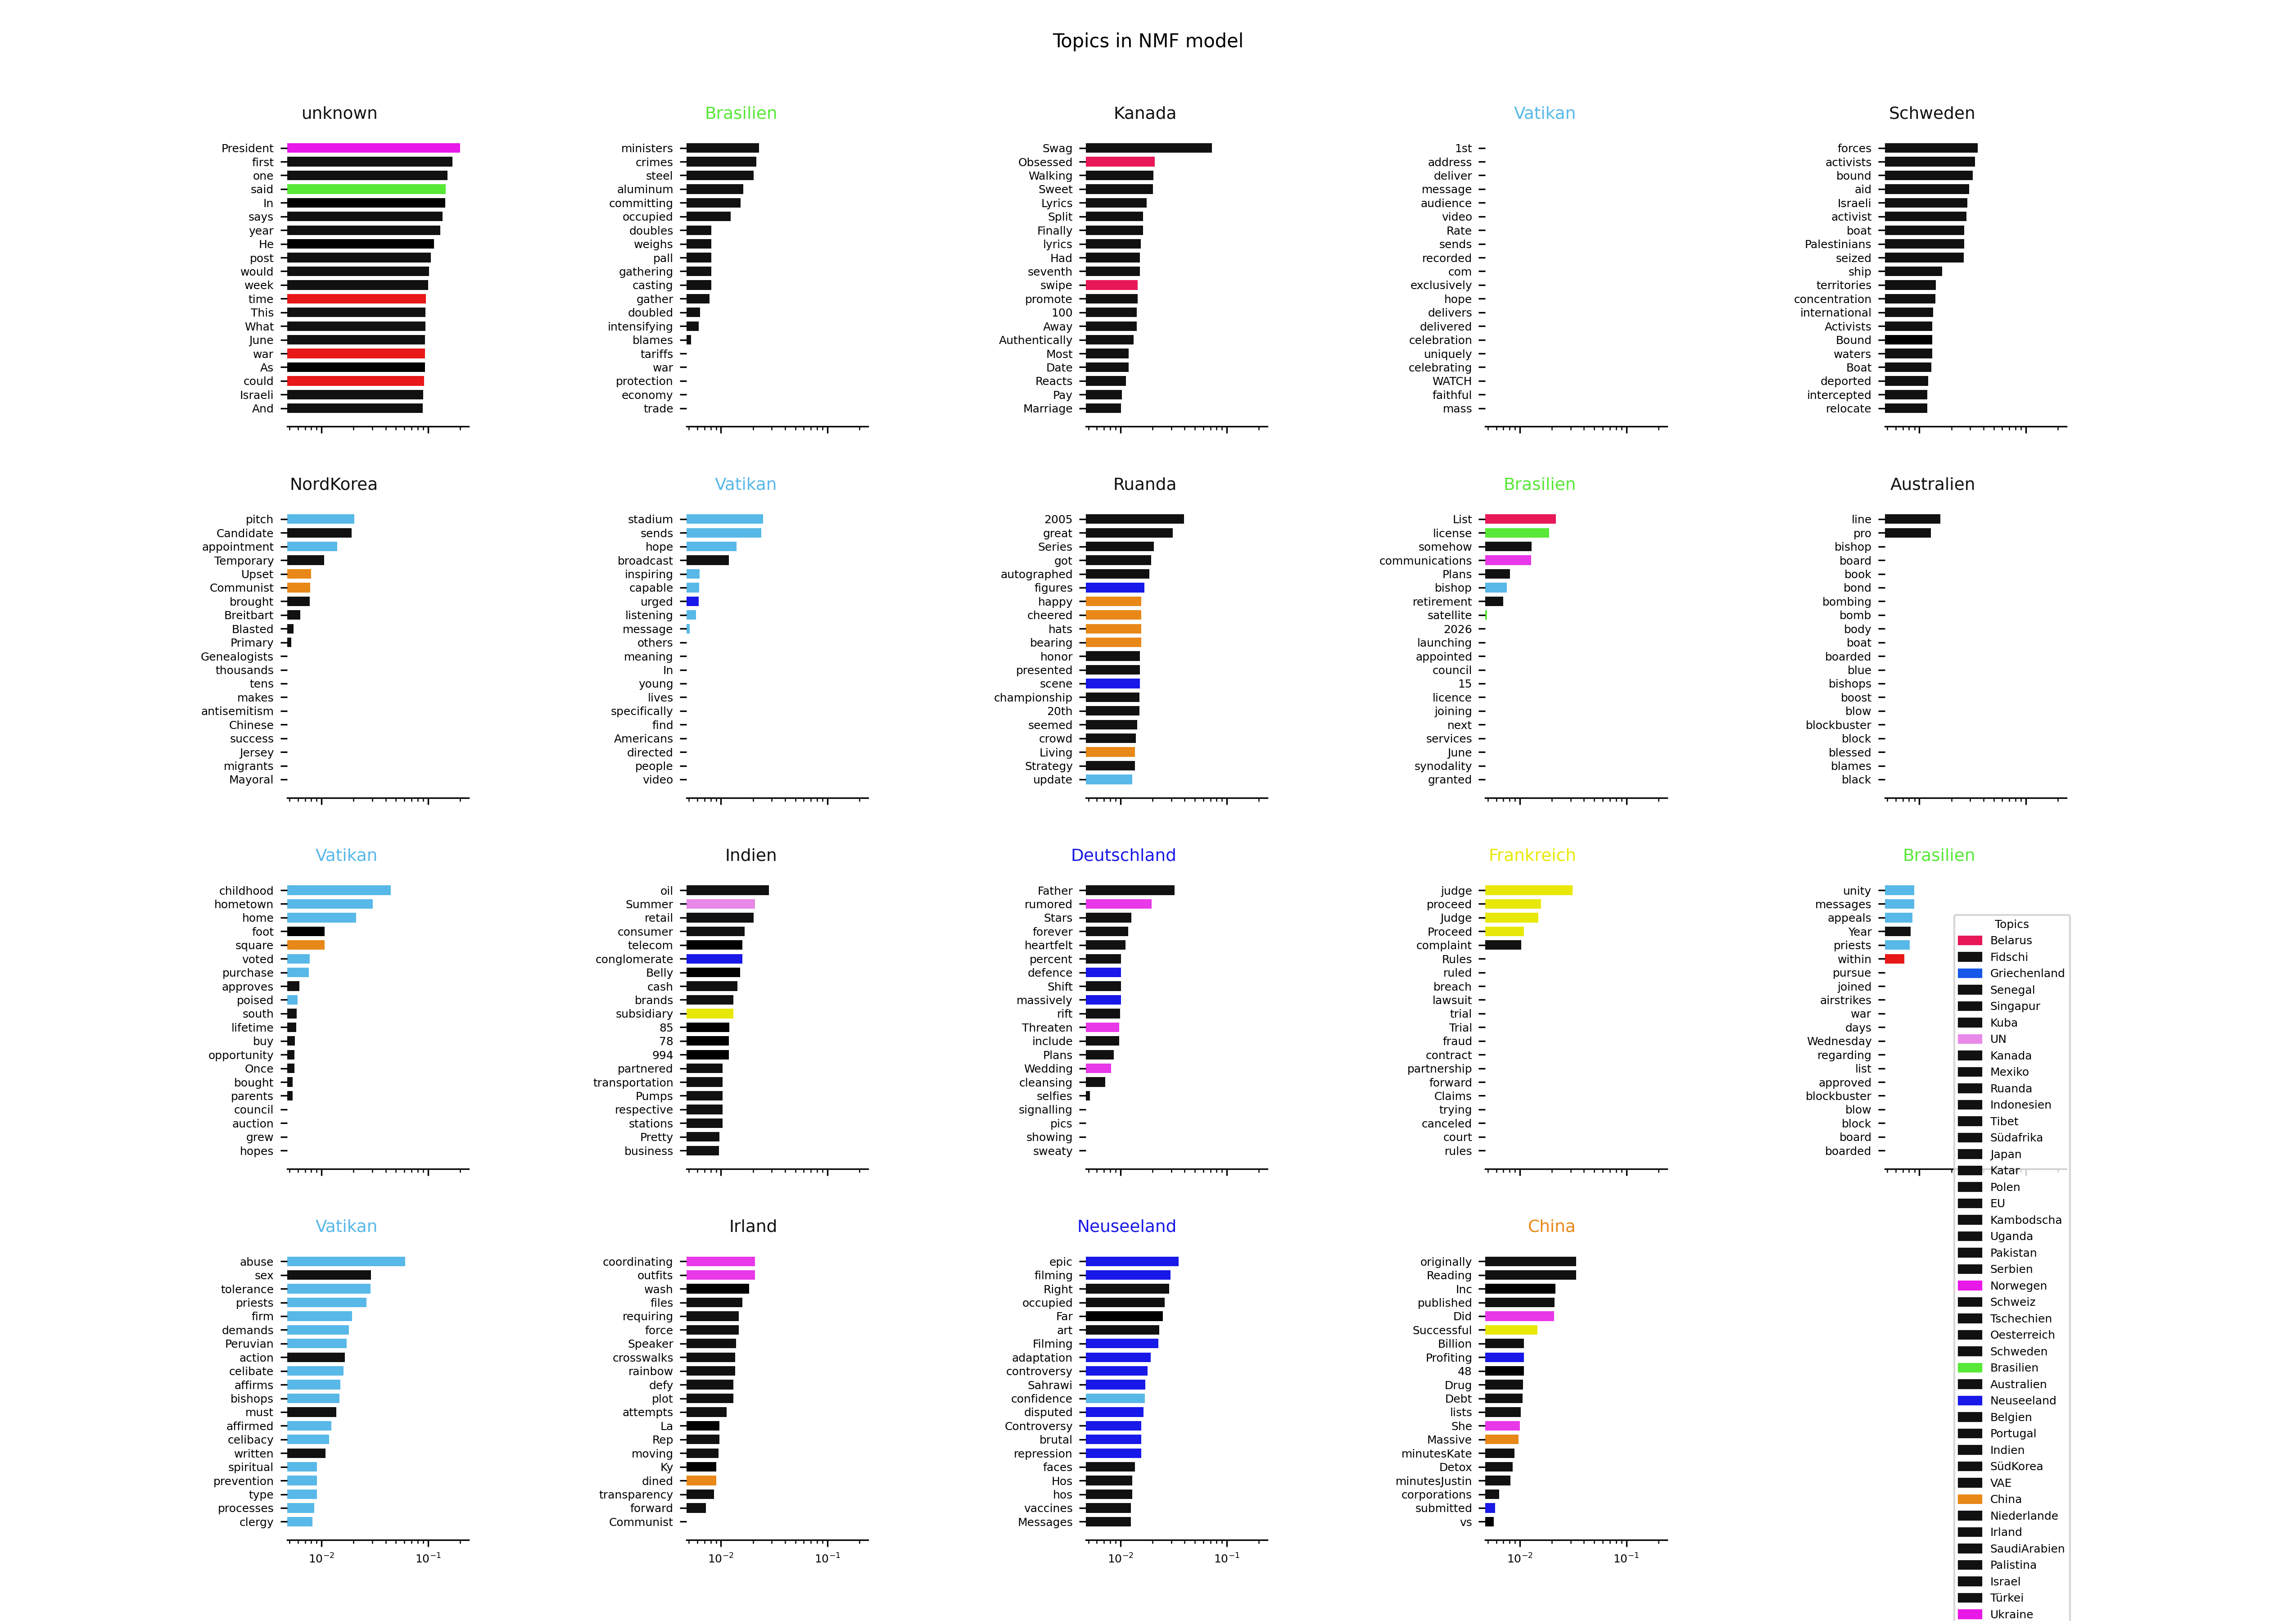 Topics in NMF model
unknown
President
first
one
said
In
says
year
He
post
would
week
time
This
What
June
war
As
could
Israeli
And
Brasilien
ministers
crimes
steel
aluminum
committing
occupied
doubles
weighs
pall
gathering
casting
gather
doubled
intensifying
blames
tariffs
war
protection
economy
trade
Kanada
Swag
Obsessed
Walking
Sweet
Lyrics
Split
Finally
lyrics
Had
seventh
swipe
promote
100
Away
Authentically
Most
Date
Reacts
Pay
Marriage
Vatikan
1st
address
deliver
message
audience
video
Rate
sends
recorded
com
exclusively
hope
delivers
delivered
celebration
uniquely
celebrating
WATCH
faithful
mass
Schweden
forces
activists
bound
aid
Israeli
activist
boat
Palestinians
seized
ship
territories
concentration
international
Activists
Bound
waters
Boat
deported
intercepted
relocate
NordKorea
pitch
Candidate
appointment
Temporary
Upset
Communist
brought
Breitbart
Blasted
Primary
Genealogists
thousands
tens
makes
antisemitism
Chinese
success
Jersey
migrants
Mayoral
Vatikan
stadium
sends
hope
broadcast
inspiring
capable
urged
listening
message
others
meaning
In
young
lives
specifically
find
Americans
directed
people
video
Ruanda
2005
great
Series
got
autographed
figures
happy
cheered
hats
bearing
honor
presented
scene
championship
20th
seemed
crowd
Living
Strategy
update
Brasilien
List
license
somehow
communications
Plans
bishop
retirement
satellite
2026
launching
appointed
council
15
licence
joining
next
services
June
synodality
granted
Australien
line
pro
bishop
board
book
bond
bombing
bomb
body
boat
boarded
blue
bishops
boost
blow
blockbuster
block
blessed
blames
black
Vatikan
childhood
hometown
home
foot
square
voted
purchase
approves
poised
south
lifetime
buy
opportunity
Once
bought
parents
council
auction
grew
hopes
Indien
oil
Summer
retail
consumer
telecom
conglomerate
Belly
cash
brands
subsidiary
85
78
994
partnered
transportation
Pumps
respective
stations
Pretty
business
Deutschland
Father
rumored
Stars
forever
heartfelt
percent
defence
Shift
massively
rift
Threaten
include
Plans
Wedding
cleansing
selfies
signalling
pics
showing
sweaty
Frankreich
judge
proceed
Judge
Proceed
complaint
Rules
ruled
breach
lawsuit
trial
Trial
fraud
contract
partnership
forward
Claims
trying
canceled
court
rules
Brasilien
unity
messages
appeals
Year
priests
within
pursue
joined
airstrikes
war
days
Wednesday
regarding
list
approved
blockbuster
blow
block
board
boarded
Vatikan
abuse
sex
tolerance
priests
firm
demands
Peruvian
action
celibate
affirms
bishops
must
affirmed
celibacy
written
spiritual
prevention
type
processes
clergy
10⁻² 10⁻¹
Irland
coordinating
outfits
wash
files
requiring
force
Speaker
crosswalks
rainbow
defy
plot
attempts
La
Rep
moving
Ky
dined
transparency
forward
Communist
10⁻² 10⁻¹
Neuseeland
epic
filming
Right
occupied
Far
art
Filming
adaptation
controversy
Sahrawi
confidence
disputed
Controversy
brutal
repression
faces
Hos
hos
vaccines
Messages
10⁻² 10⁻¹
China
originally
Reading
Inc
published
Did
Successful
Billion
Profiting
48
Drug
Debt
lists
She
Massive
minutesKate
Detox
minutesJustin
corporations
submitted
vs
10⁻² 10⁻¹
Topics
Belarus
Fidschi
Griechenland
Senegal
Singapur
Kuba
UN
Kanada
Mexiko
Ruanda
Indonesien
Tibet
Südafrika
Japan
Katar
Polen
EU
Kambodscha
Uganda
Pakistan
Serbien
Norwegen
Schweiz
Tschechien
Oesterreich
Schweden
Brasilien
Australien
Neuseeland
Belgien
Portugal
Indien
SüdKorea
VAE
China
Niederlande
Irland
SaudiArabien
Palistina
Israel
Türkei
Ukraine